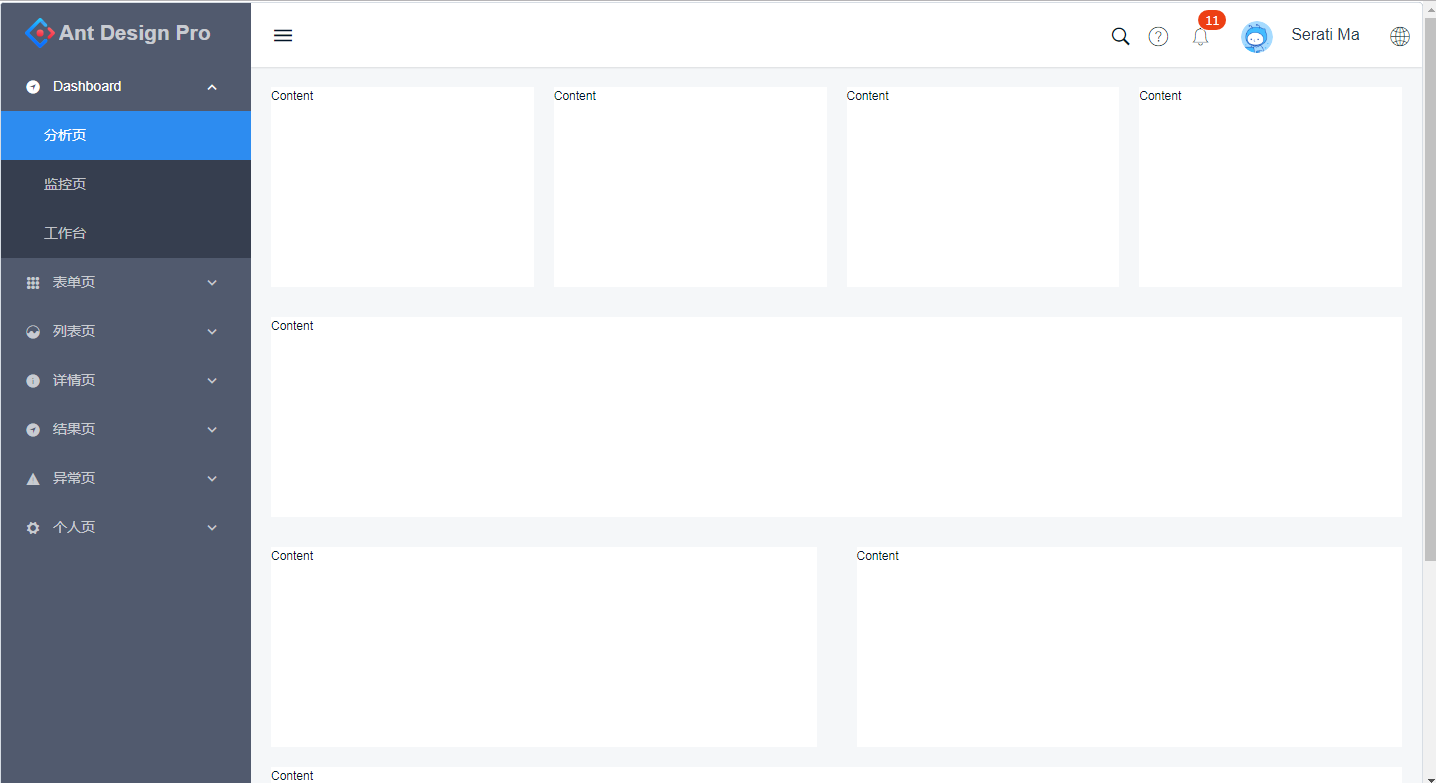 Ant Design Pro
11
Serati Ma
Dashboard
分析页
监控页
工作台
表单页
列表页
详情页
结果页
异常页
个人页
Content
Content
Content
Content
Content
Content
Content
Content